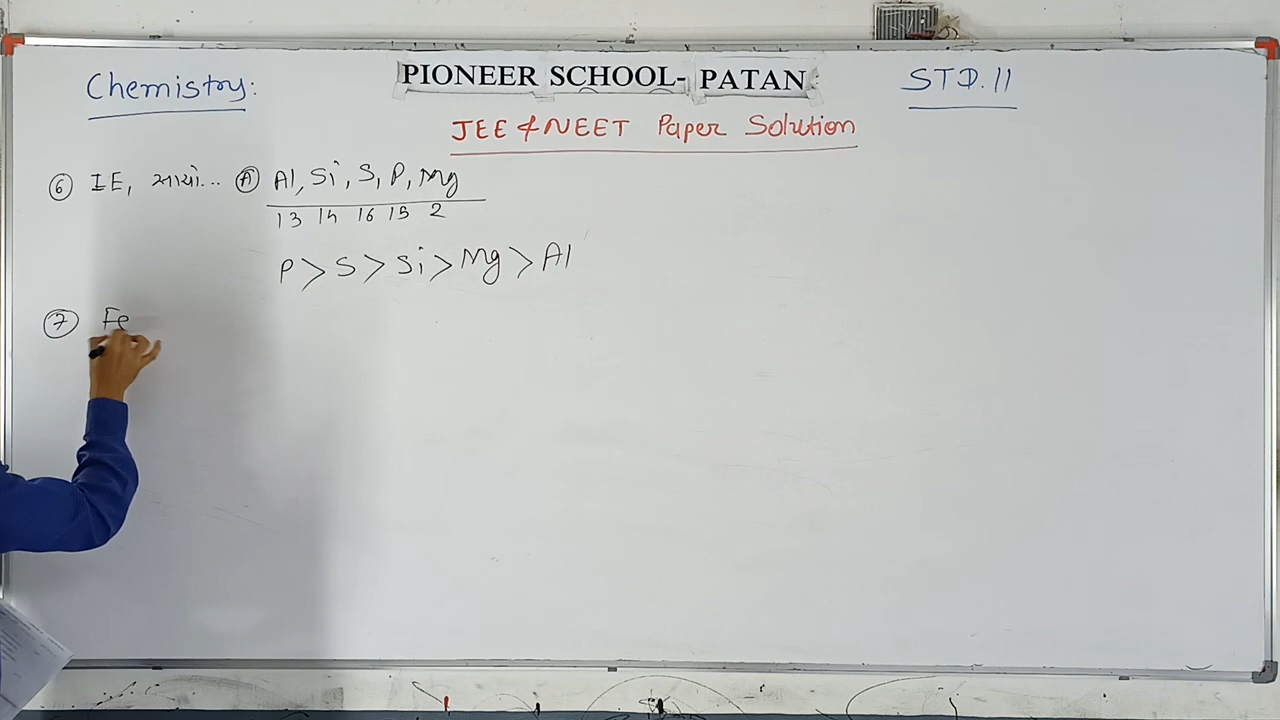 Chemistry:
PIONEER SCHOOL- PATAN
STD. 11
JEE & NEET Paper Solution
⑥ IE, સાચો... Ⓐ Al, Si, S, P, Mg
13 14 16 15 2
P > S > Si > Mg > Al
⑦ Fe